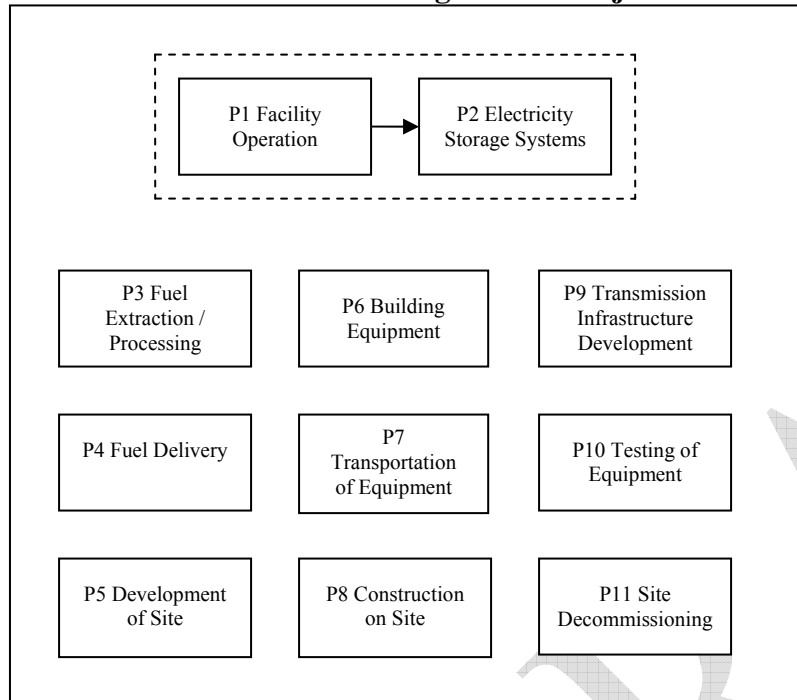 P1 Facility
Operation
P2 Electricity
Storage Systems
P3 Fuel
Extraction /
Processing
P6 Building
Equipment
P9 Transmission
Infrastructure
Development
P4 Fuel Delivery
P7
Transportation
of Equipment
P10 Testing of
Equipment
P5 Development
of Site
P8 Construction
on Site
P11 Site
Decommissioning